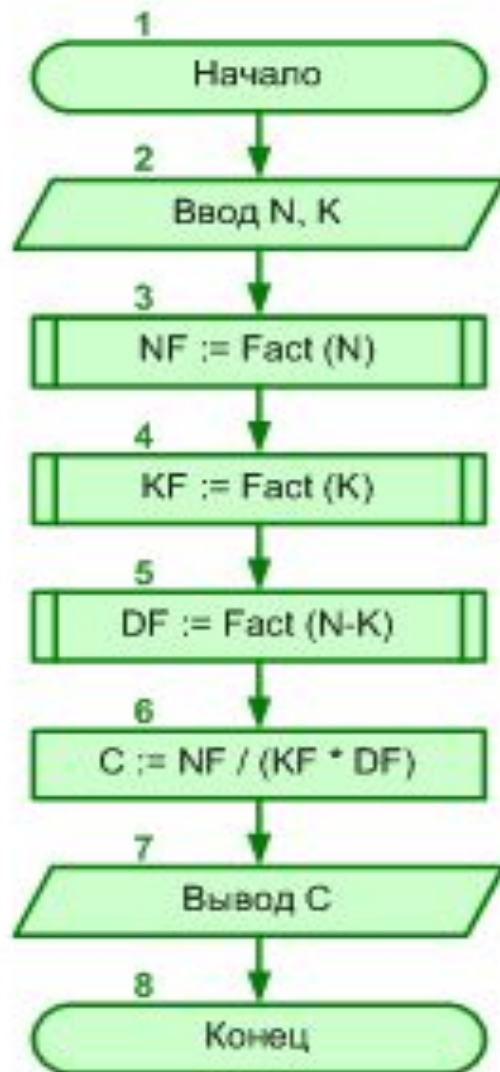 1
Начало
2
Ввод N, K
3
NF := Fact (N)
4
KF := Fact (K)
5
DF := Fact (N-K)
6
C := NF / (KF * DF)
7
Вывод C
8
Конец